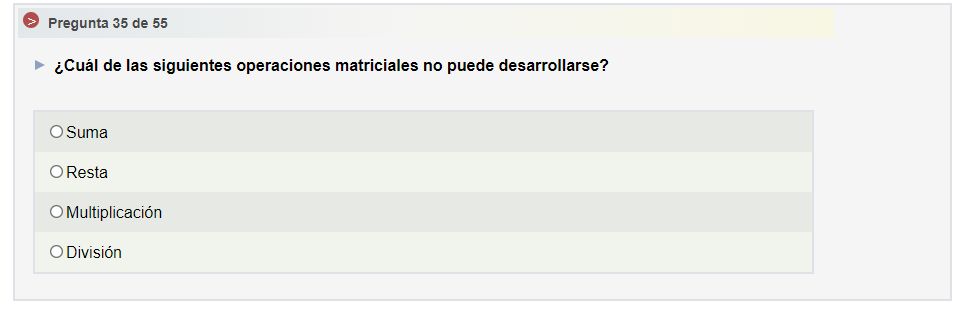 Pregunta 35 de 55
¿Cuál de las siguientes operaciones matriciales no puede desarrollarse?
Suma
Resta
Multiplicación
División